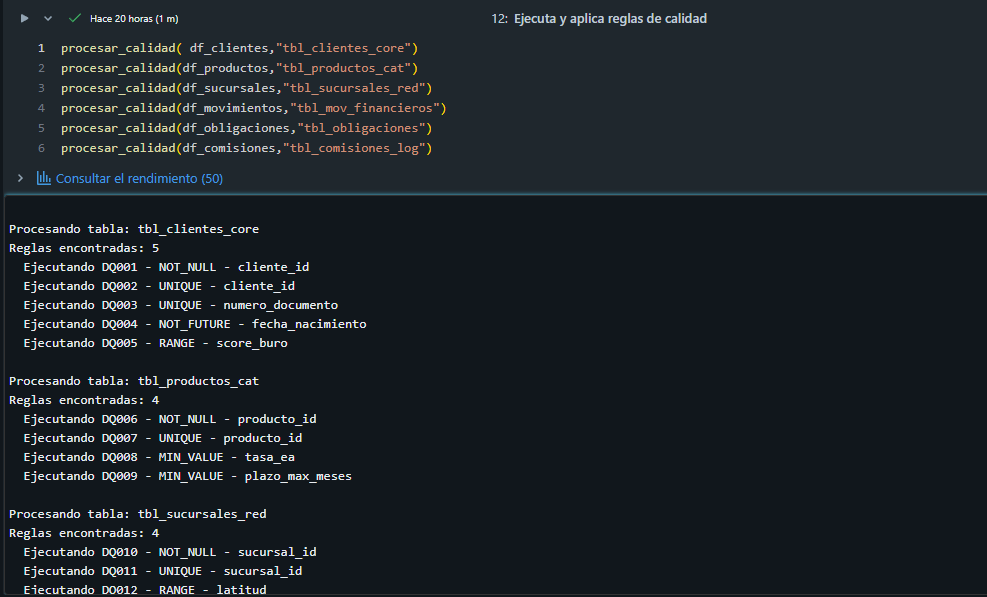 Hace 20 horas (1 m)
12: Ejecuta y aplica reglas de calidad
1 procesar_calidad( df_clientes,"tbl_clientes_core")
2 procesar_calidad(df_productos,"tbl_productos_cat")
3 procesar_calidad(df_sucursales,"tbl_sucursales_red")
4 procesar_calidad(df_movimientos,"tbl_mov_financieros")
5 procesar_calidad(df_obligaciones,"tbl_obligaciones")
6 procesar_calidad(df_comisiones,"tbl_comisiones_log")
Consultar el rendimiento (50)
Procesando tabla: tbl_clientes_core
Reglas encontradas: 5
Ejecutando DQ001 - NOT_NULL - cliente_id
Ejecutando DQ002 - UNIQUE - cliente_id
Ejecutando DQ003 - UNIQUE - numero_documento
Ejecutando DQ004 - NOT_FUTURE - fecha_nacimiento
Ejecutando DQ005 - RANGE - score_buro
Procesando tabla: tbl_productos_cat
Reglas encontradas: 4
Ejecutando DQ006 - NOT_NULL - producto_id
Ejecutando DQ007 - UNIQUE - producto_id
Ejecutando DQ008 - MIN_VALUE - tasa_ea
Ejecutando DQ009 - MIN_VALUE - plazo_max_meses
Procesando tabla: tbl_sucursales_red
Reglas encontradas: 4
Ejecutando DQ010 - NOT_NULL - sucursal_id
Ejecutando DQ011 - UNIQUE - sucursal_id
Ejecutando DQ012 - RANGE - latitud